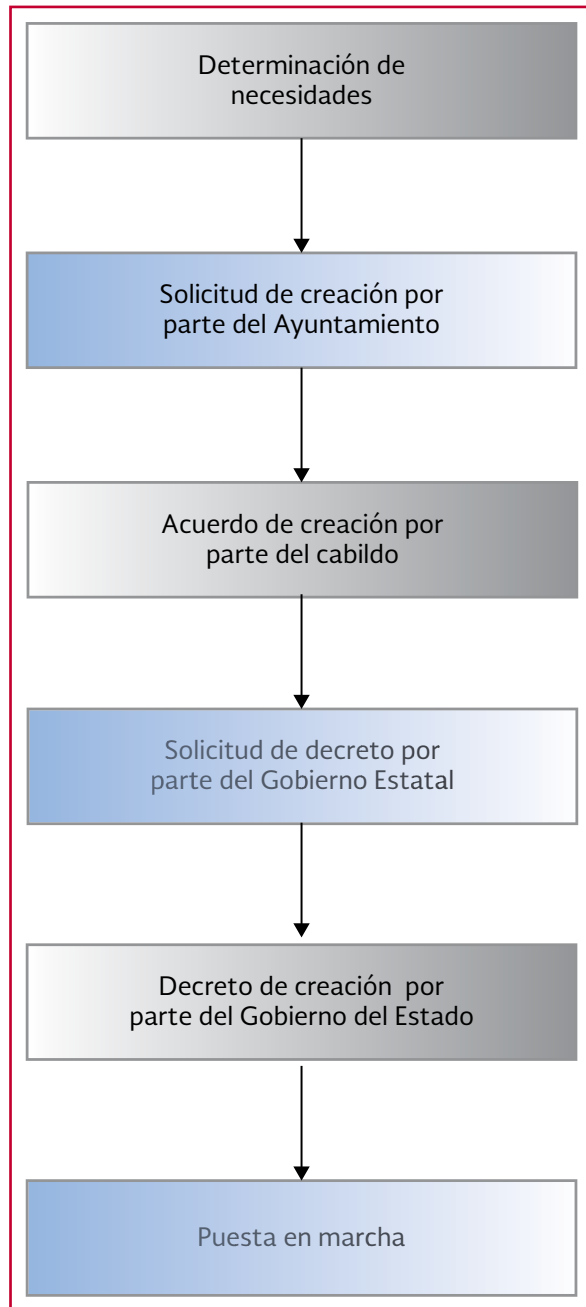 Determinación de
necesidades
Solicitud de creación por
parte del Ayuntamiento
Acuerdo de creación por
parte del cabildo
Solicitud de decreto por
parte del Gobierno Estatal
Decreto de creación por
parte del Gobierno del Estado
Puesta en marcha